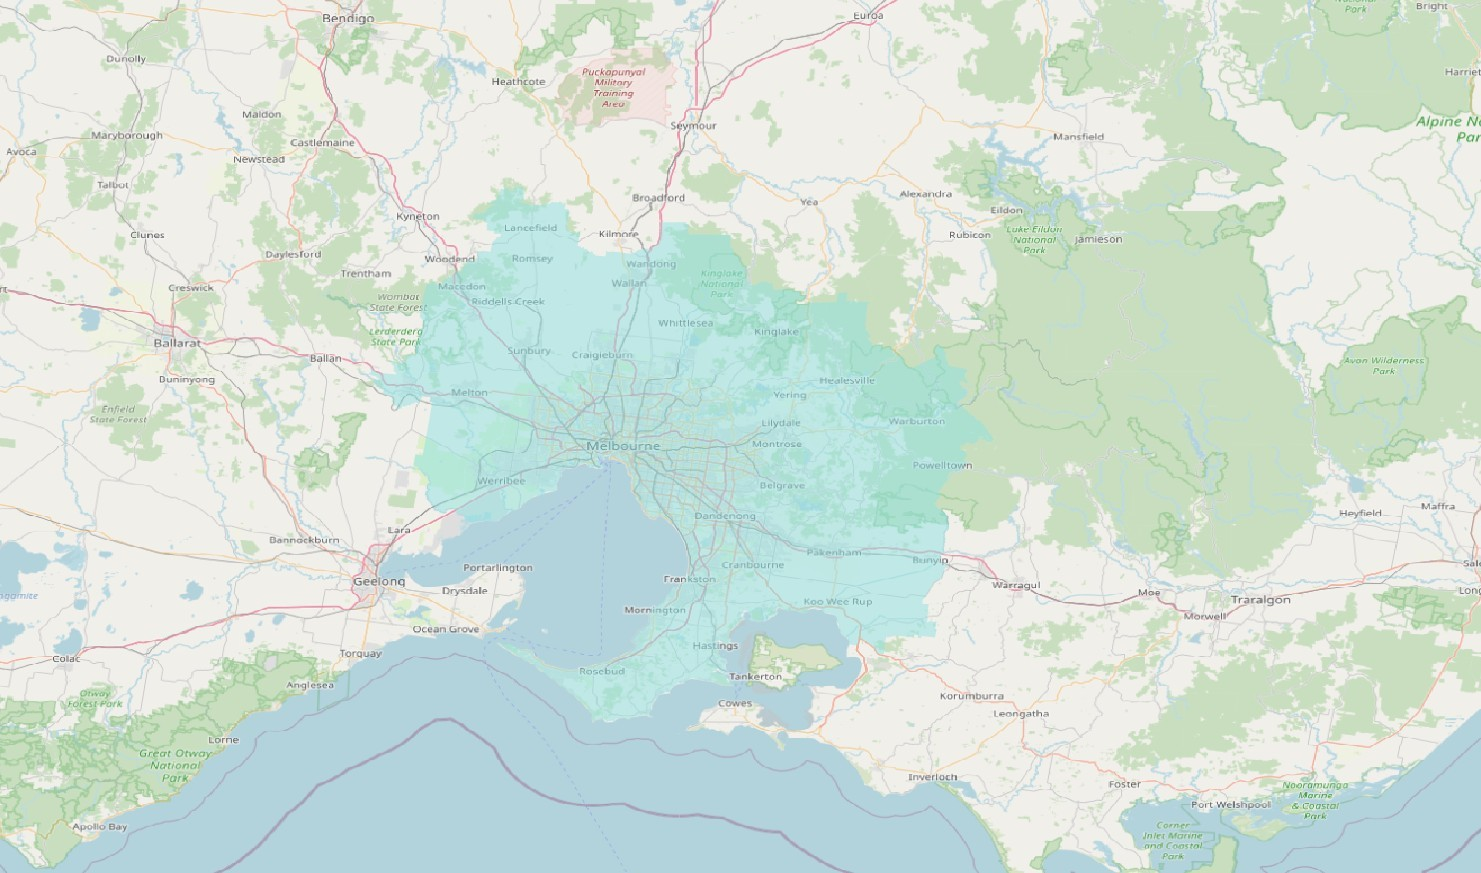 Bendigo
Euroa
National
Park
Bright
Dunolly
Heathcote
Puckapunyal
Military
Training
Area
Harriet
Maldon
Seymour
Alpine Na
Par
Maryborough
Castlemaine
Mansfield
Avoca
Newstead
Talbot
Alexandra
Broadford
Yea
Kyneton
Eildon
Lancefield
Clunes
Kilmore
Rubicon
Lake Eildon
National
Park
Jamieson
Daylesford
Woodend
Romsey
Wandong
Trentham
Kinglake
National
Park
Creswick
Macedon
Wallan
Wombat
State Forest
Riddells Creek
Lerderderg
State Park
Whittlesea
Kinglake
Ballarat
Ballan
Sunbury
Craigieburn
Avon Wilderness
Park
Duninyong
Melton
Healesville
Yering
Enfield
State Forest
Lilydale
Warburton
Melbourne
Montrose
Powelltown
Werribee
Belgrave
Dandenong
Maffra
Heyfield
Lara
Bannockburn
Pakenham
Bunyip
Cranbourne
Sale
Portarlington
Geelong
Frankston
Warragul
Drysdale
Moe
Traralgon
Long
Koo Wee Rup
Mornington
Morwell
Ocean Grove
Hastings
Torquay
Colac
Rosebud
Tankerton
Anglesea
Otway
Forest Park
Korumburra
Cowes
Leongatha
Lorne
Great Otway
National
Park
Inverloch
Foster
Nooramunga
Marine
& Coastal
Park
Port Welshpool
Apollo Bay
Corner
Inlet Marine
and Coastal
Park